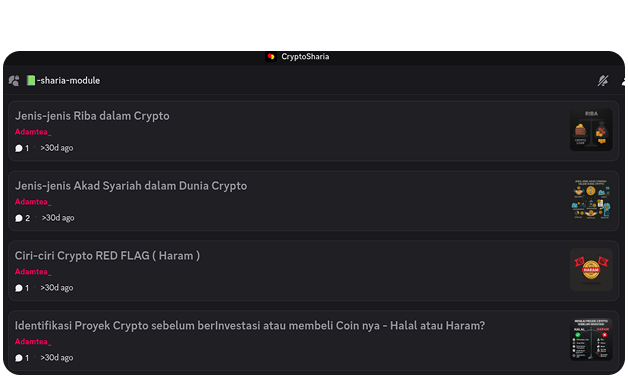 CryptoSharia
-sharia-module
Jenis-jenis Riba dalam Crypto
Adamtea_
1 >30d ago
RIBA
Jenis-jenis Akad Syariah dalam Dunia Crypto
Adamtea_
2 >30d ago
Ciri-ciri Crypto RED FLAG ( Haram )
Adamtea_
1 >30d ago
HARAM
Identifikasi Proyek Crypto sebelum berInvestasi atau membeli Coin nya - Halal atau Haram?
Adamtea_
1 >30d ago